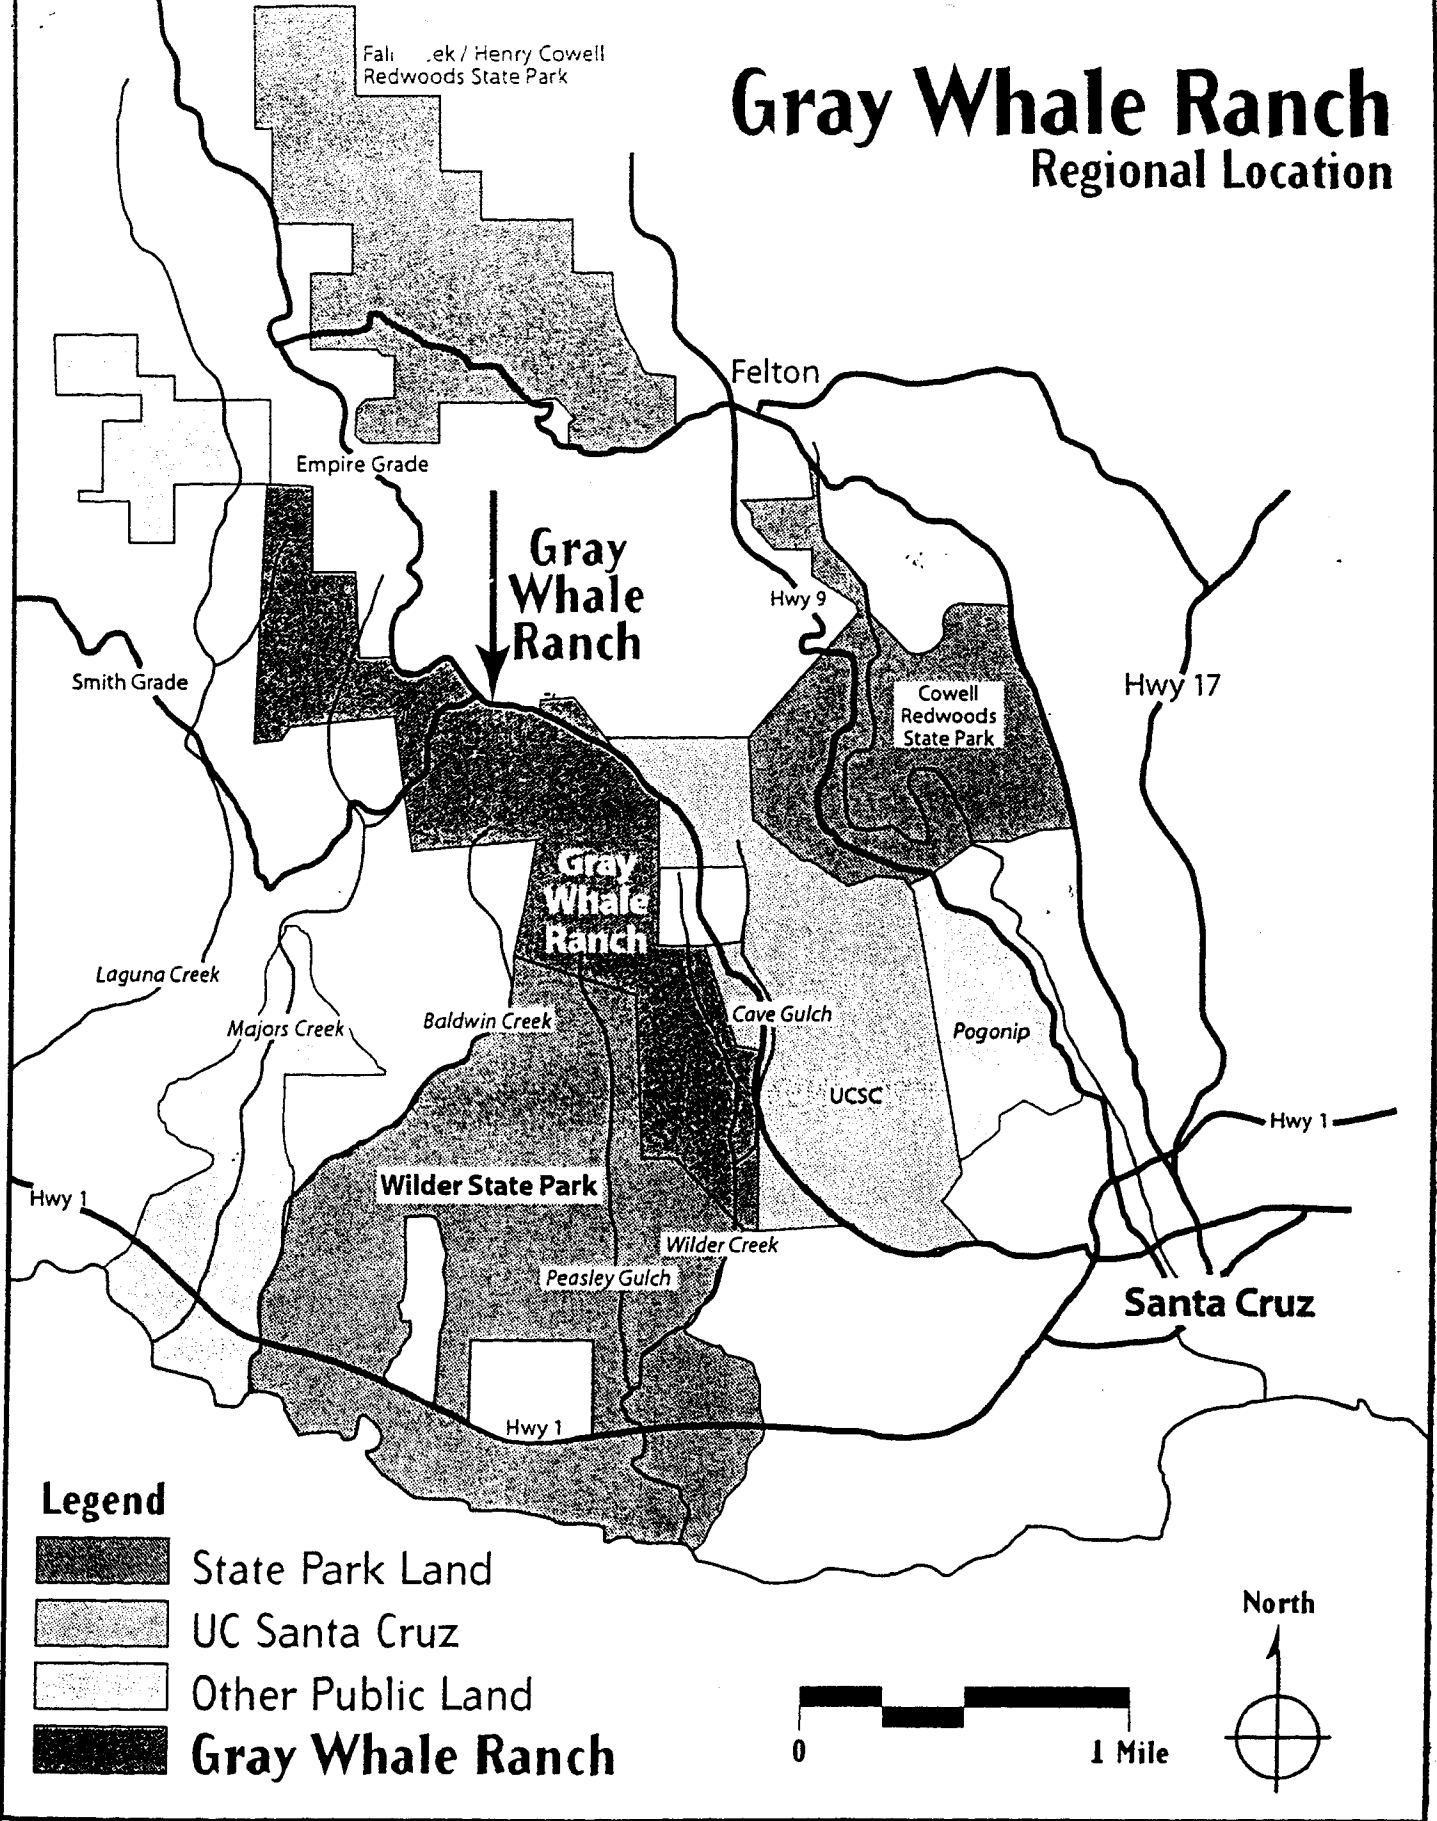 Gray Whale Ranch
Regional Location
/ Henry Cowell
Redwoods State Park
Felton
Empire Grade
Gray
Whale
Ranch
Hwy 9
Smith Grade
Cowell
Redwoods
State Park
Hwy 17
Gray
Whale
Ranch
Laguna Creek
Majors Creek
Baldwin Creek
Cave Gulch
Pogonip
UCSC
Hwy 1
Wilder State Park
Hwy 1
Wilder Creek
Peasley Gulch
Santa Cruz
Hwy 1
Legend
State Park Land
UC Santa Cruz
Other Public Land
Gray Whale Ranch
North
0
1 Mile